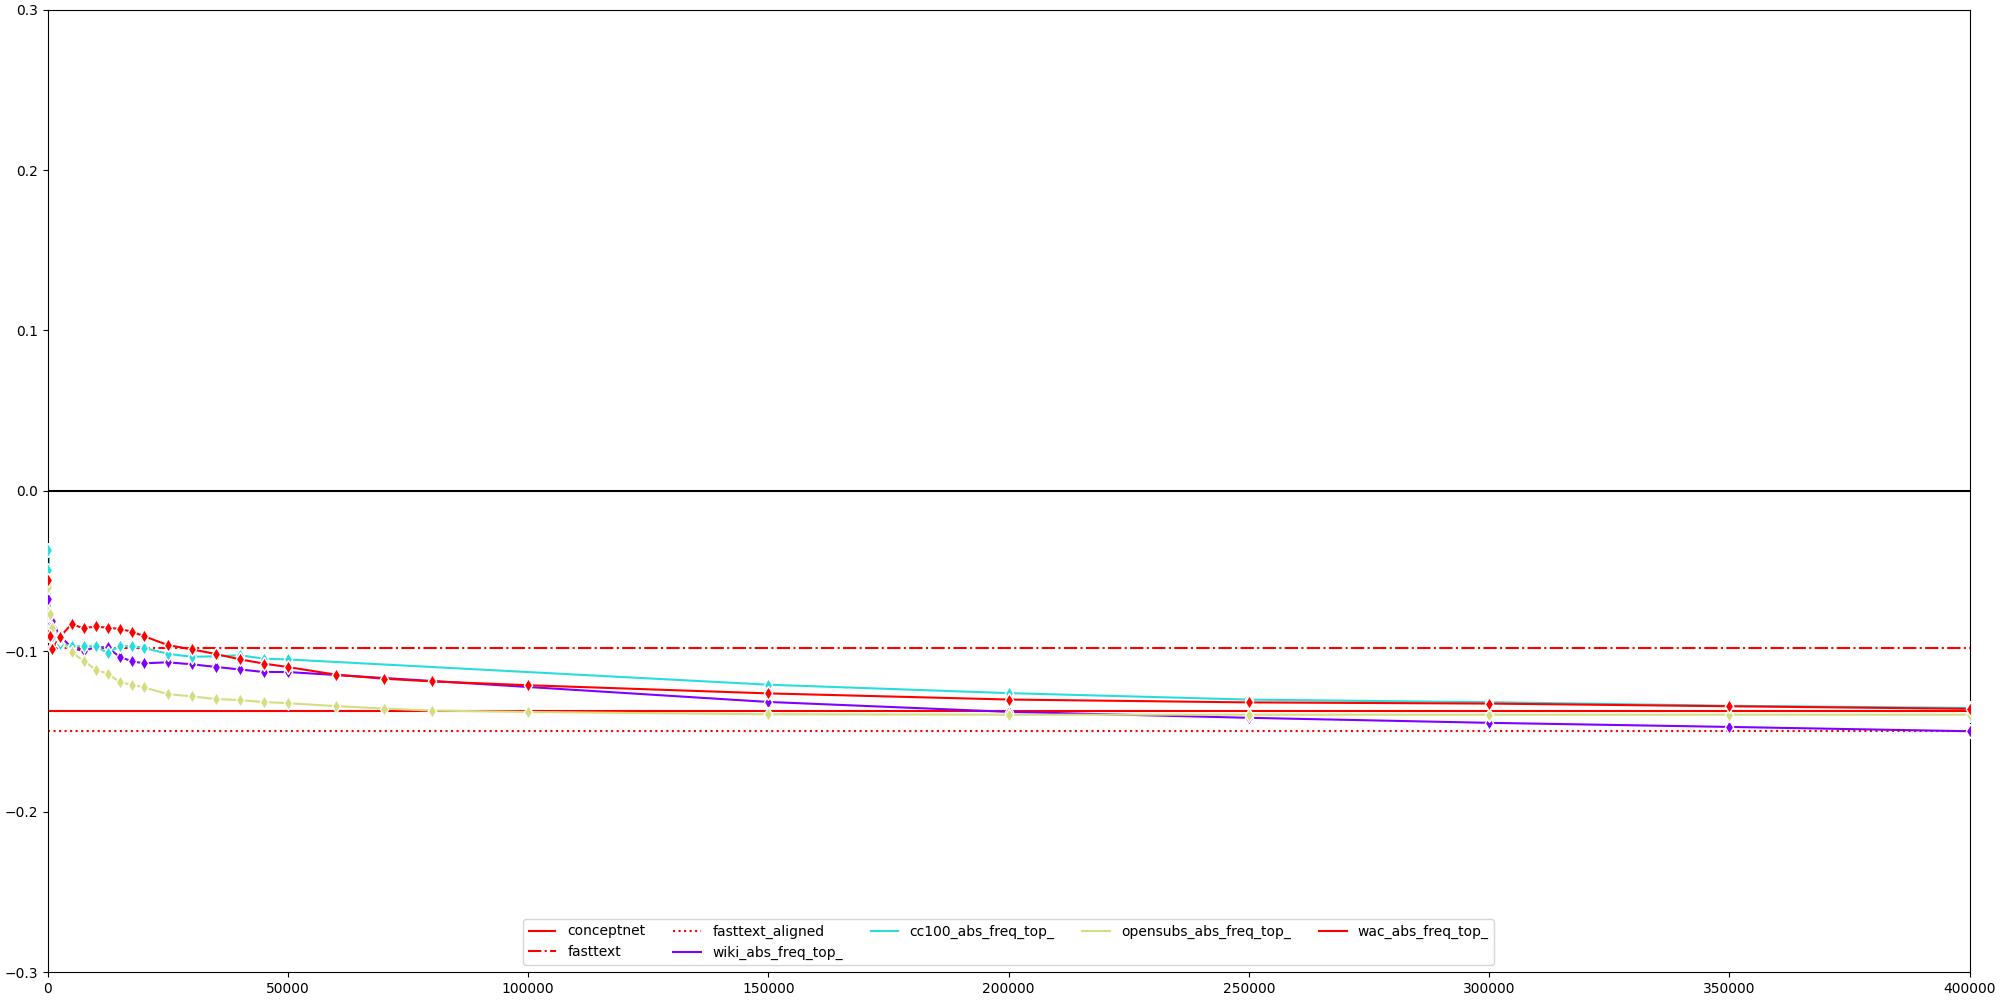 0.3
0.2
0.1
0.0
−0.1
−0.2
−0.3
0 50000 100000 150000 200000 250000 300000 350000 400000
conceptnet fasttext_aligned cc100_abs_freq_top_ opensubs_abs_freq_top_ wac_abs_freq_top_
fasttext wiki_abs_freq_top_